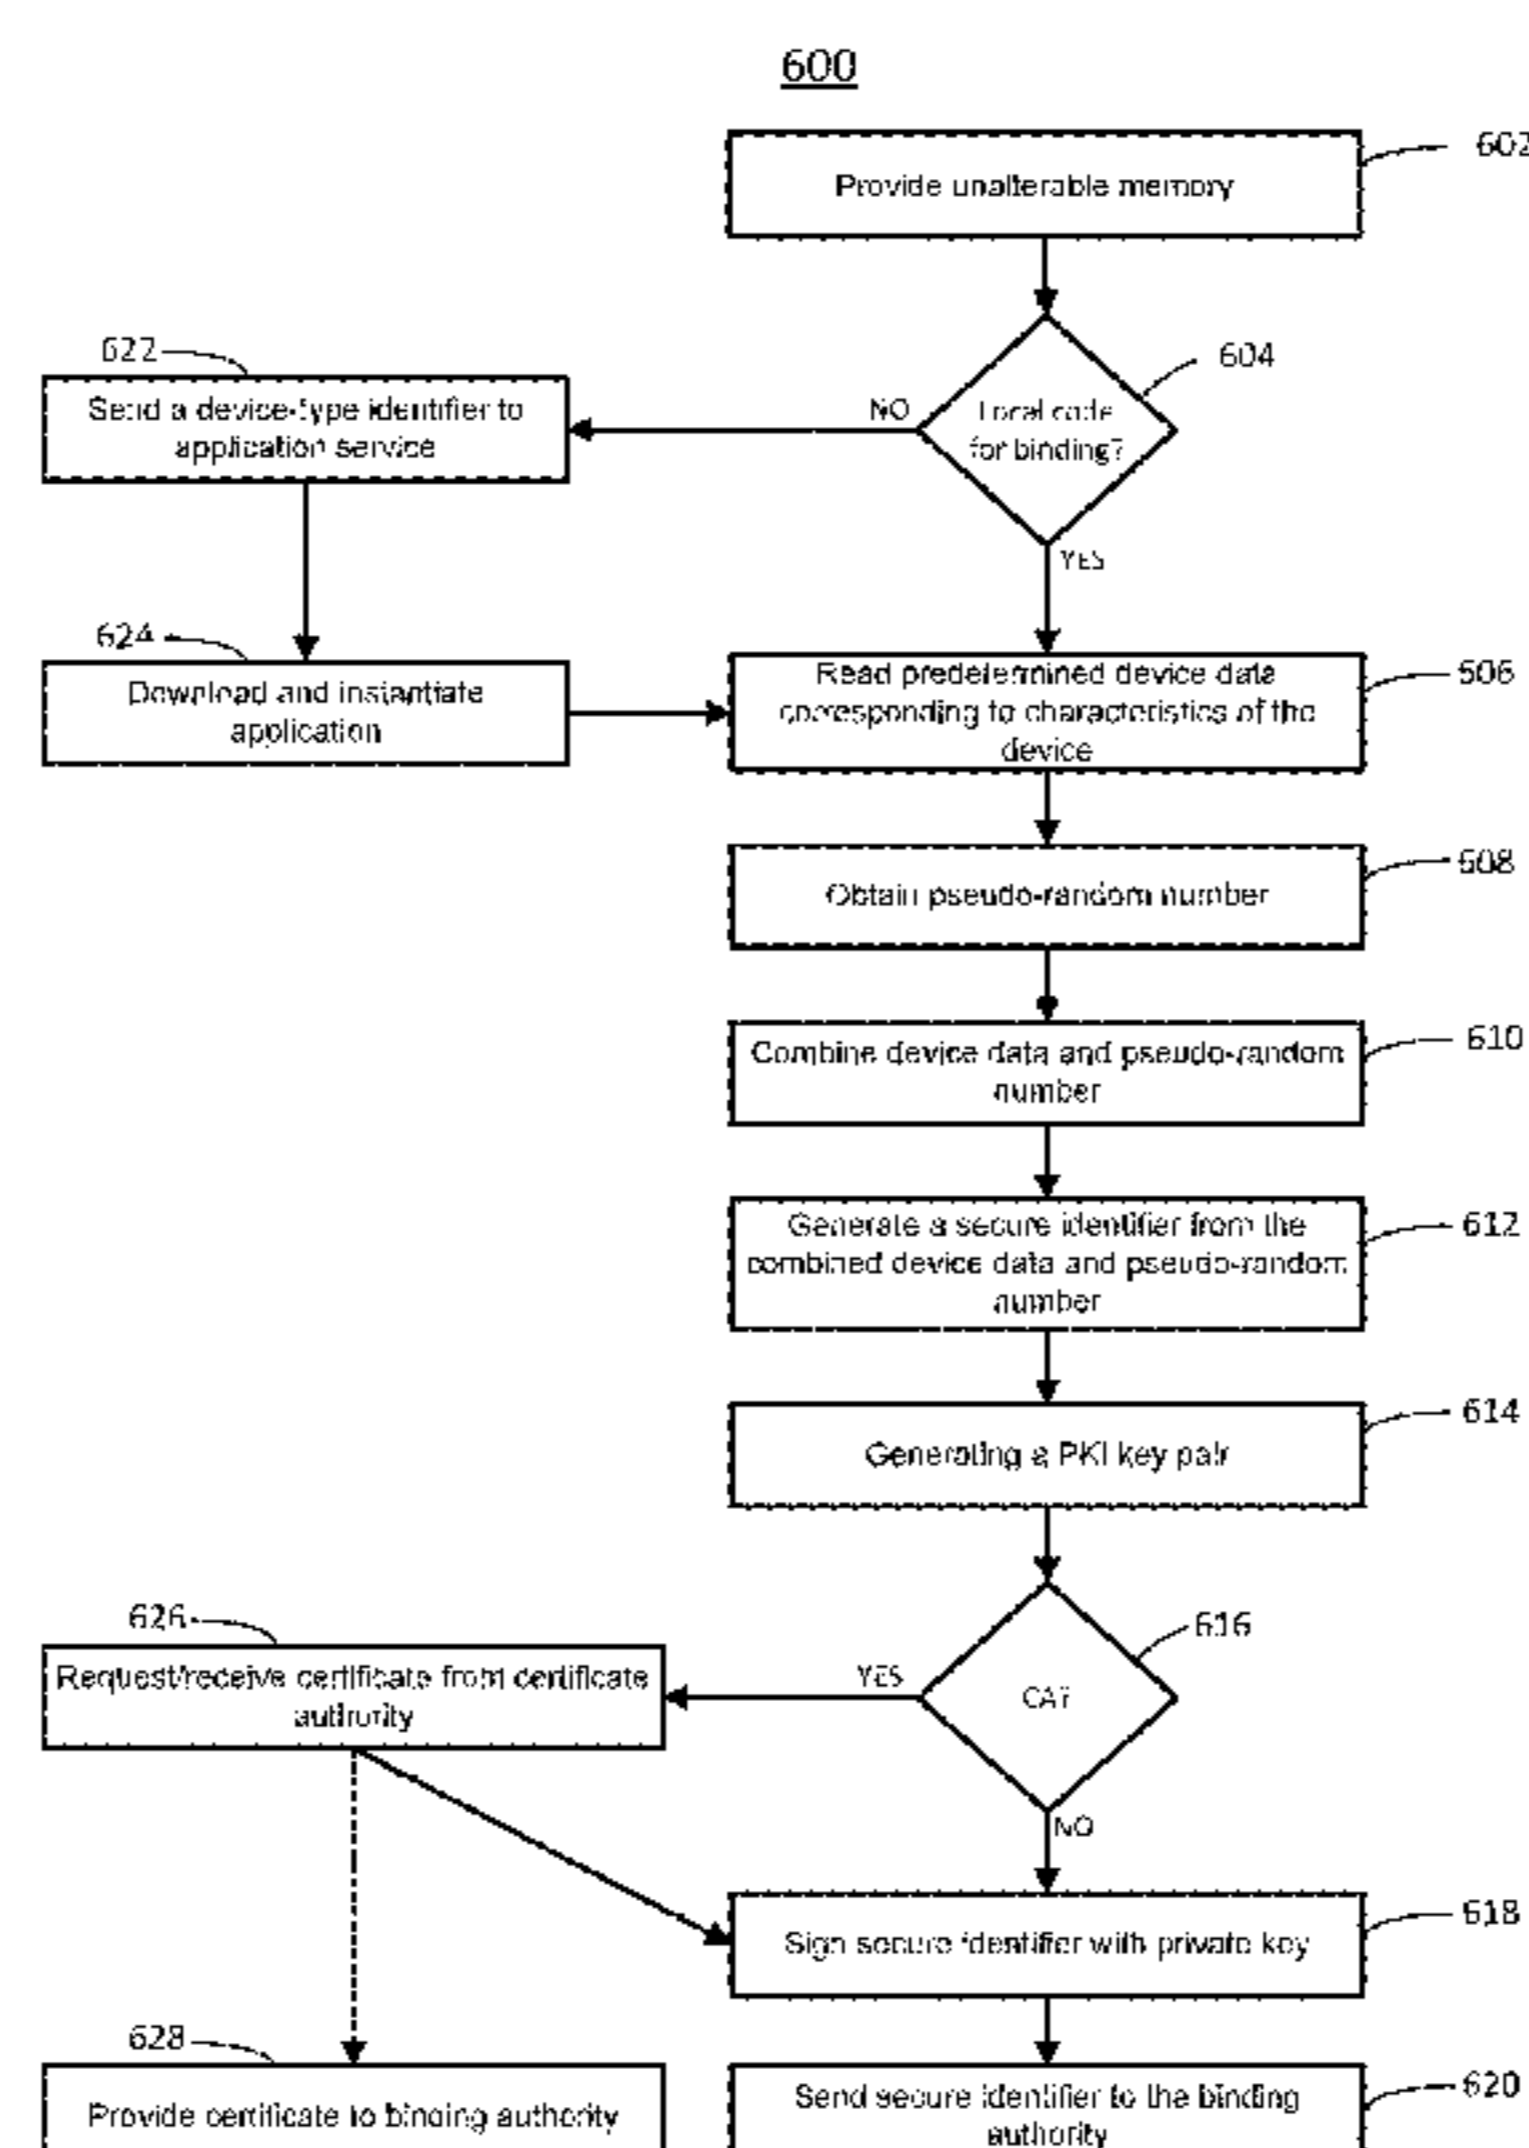 600
602
Provide unalterable memory
604
Local code
for binding?
NO
YES
622
Send a device-type identifier to
application service
624
Download and instantiate
application
606
Read predetermined device data
corresponding to characteristics of the
device
608
Obtain pseudo-random number
610
Combine device data and pseudo-random
number
612
Generate a secure identifier from the
combined device data and pseudo-random
number
614
Generating a PKI key pair
616
CA?
YES
NO
626
Request/receive certificate from certificate
authority
618
Sign secure identifier with private key
628
Provide certificate to binding authority
620
Send secure identifier to the binding
authority